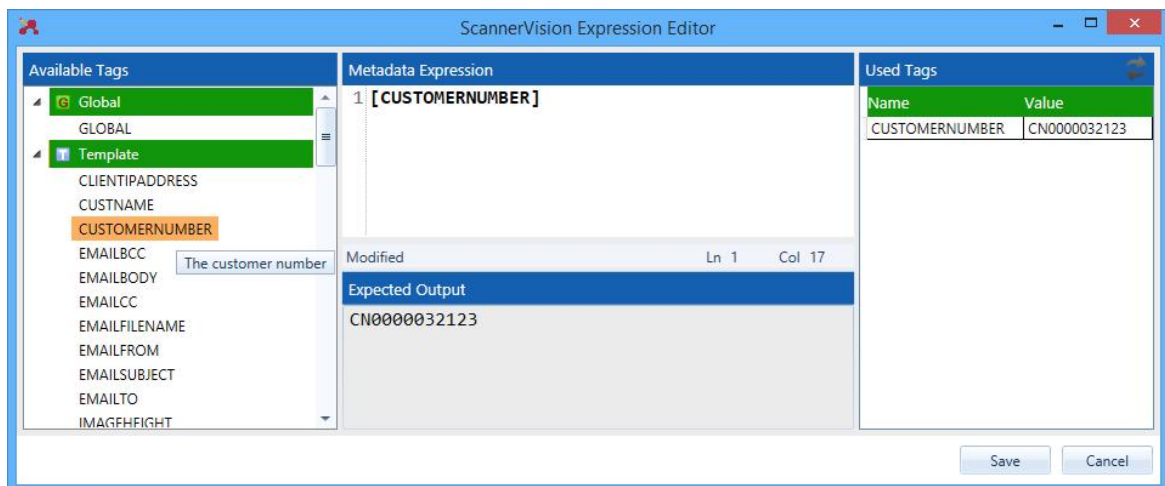 ScannerVision Expression Editor
Available Tags
G Global
GLOBAL
T Template
CLIENTIPADDRESS
CUSTNAME
CUSTOMERNUMBER
EMAILBCC
The customer number
EMAILBODY
EMAILCC
EMAILFILENAME
EMAILFROM
EMAILSUBJECT
EMAILTO
IMAGEHEIGHT
Metadata Expression
1 [CUSTOMERNUMBER]
Modified Ln 1 Col 17
Expected Output
CN0000032123
Used Tags
Name Value
CUSTOMERNUMBER CN0000032123
Save Cancel